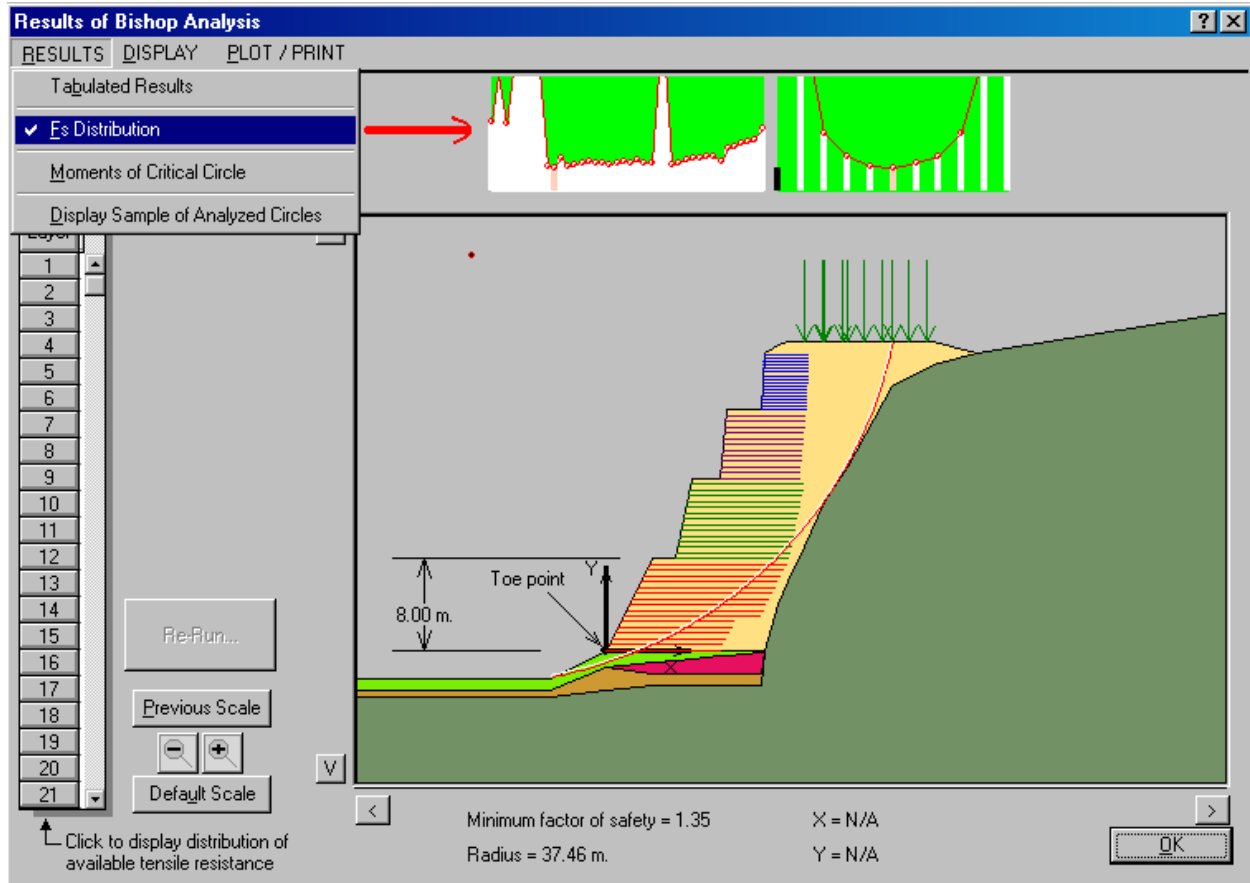 Results of Bishop Analysis
RESULTS DISPLAY PLOT / PRINT
Tabulated Results
Fs Distribution
Moments of Critical Circle
Display Sample of Analyzed Circles
1
2
3
4
5
6
7
8
9
10
11
12
13
14
15
16
17
18
19
20
21
Toe point
Y
8.00 m.
X
Re-Run...
Previous Scale
Default Scale
V
<
>
Click to display distribution of
available tensile resistance
Minimum factor of safety = 1.35
X = N/A
Radius = 37.46 m.
Y = N/A
OK